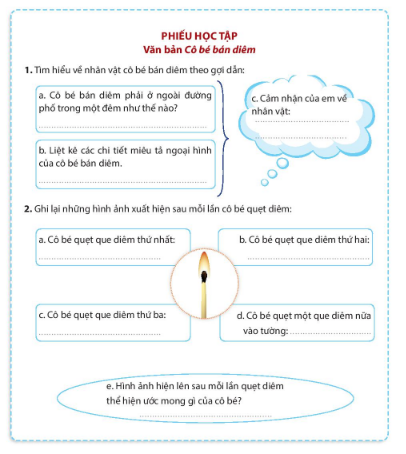 PHIẾU HỌC TẬP
Văn bản Cô bé bán diêm
1. Tìm hiểu về nhân vật cô bé bán diêm theo gợi dẫn:
a. Cô bé bán diêm phải ở ngoài đường
phố trong một đêm như thế nào?
b. Liệt kê các chi tiết miêu tả ngoại hình
của cô bé bán diêm.
c. Cảm nhận của em về
nhân vật:
2. Ghi lại những hình ảnh xuất hiện sau mỗi lần cô bé quẹt diêm:
a. Cô bé quẹt que diêm thứ nhất:
b. Cô bé quẹt que diêm thứ hai:
c. Cô bé quẹt que diêm thứ ba:
d. Cô bé quẹt một que diêm nữa
vào tường:
e. Hình ảnh hiện lên sau mỗi lần quẹt diêm
thể hiện ước mong gì của cô bé?